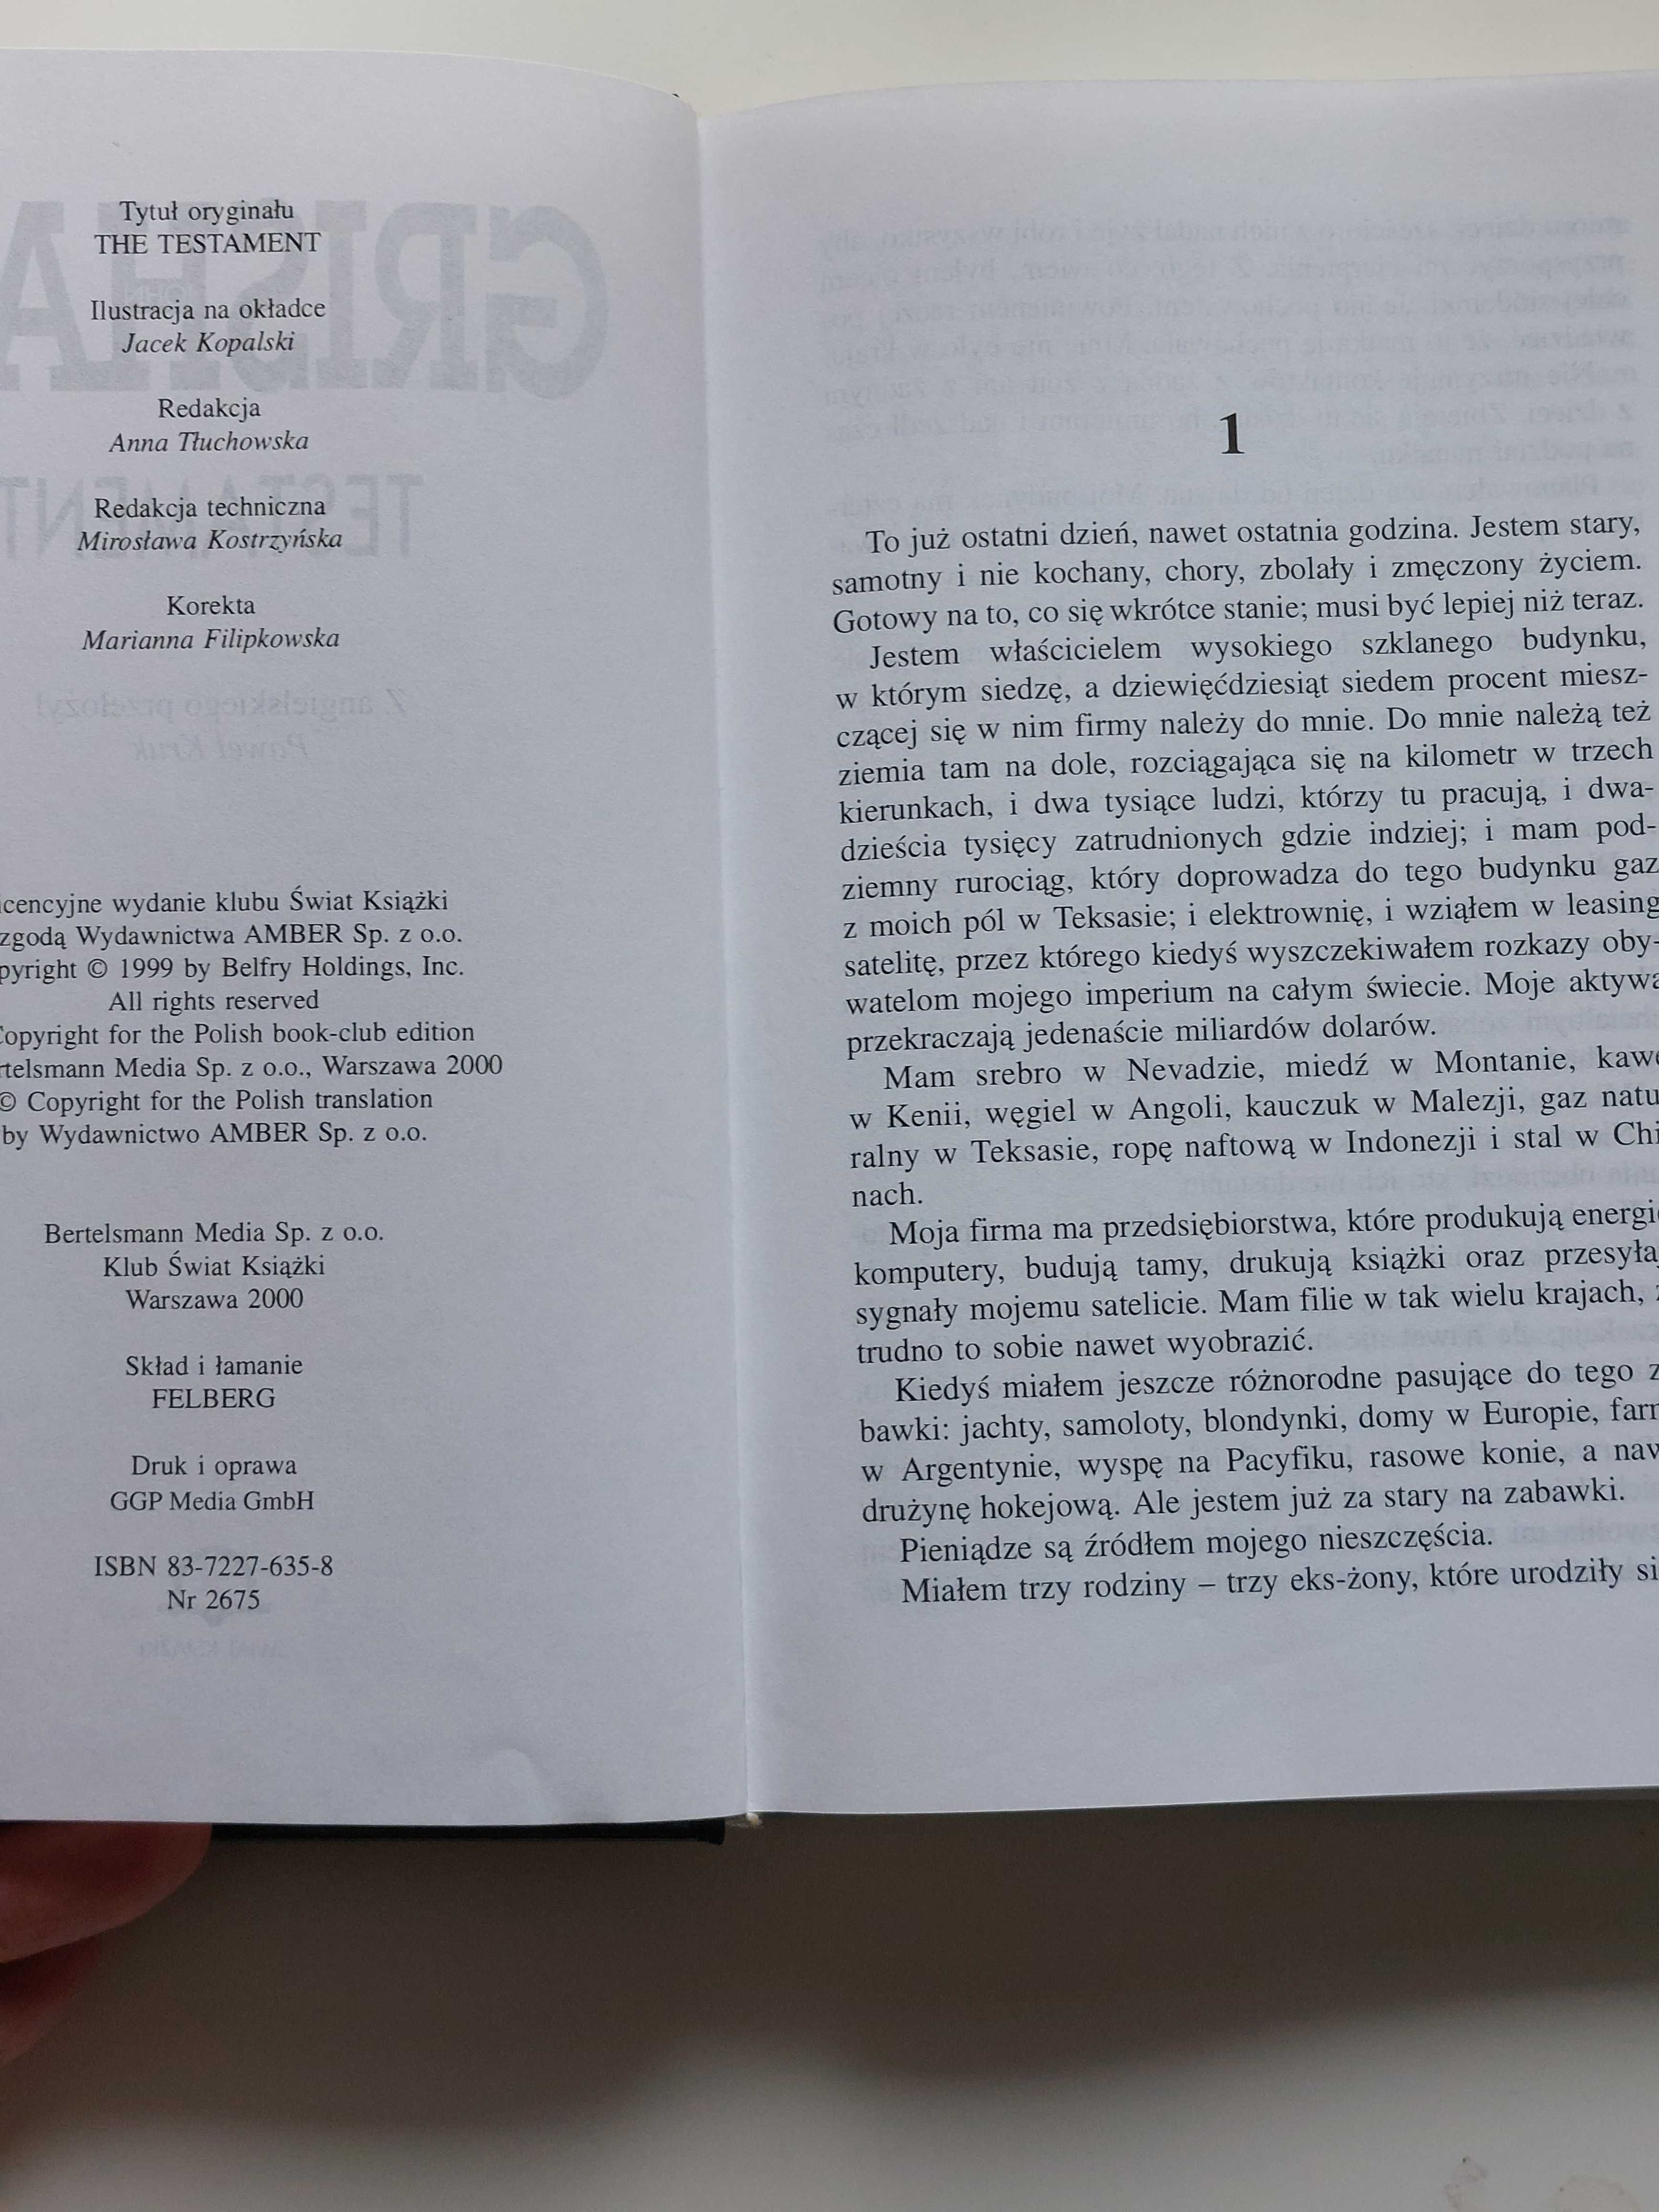 Tytuł oryginału
THE TESTAMENT
Ilustracja na okładce
Jacek Kopalski
Redakcja
Anna Tłuchowska
Redakcja techniczna
Mirosława Kostrzyńska
Korekta
Marianna Filipkowska
icencyjne wydanie klubu Świat Książki
zgodą Wydawnictwa AMBER Sp. z o.o.
pyright © 1999 by Belfry Holdings, Inc.
All rights reserved
opyright for the Polish book-club edition
rtelsmann Media Sp. z o.o., Warszawa 2000
© Copyright for the Polish translation
by Wydawnictwo AMBER Sp. z o.o.
Bertelsmann Media Sp. z o.o.
Klub Świat Książki
Warszawa 2000
Skład i łamanie
FELBERG
Druk i oprawa
GGP Media GmbH
ISBN 83-7227-635-8
Nr 2675
1
To już ostatni dzień, nawet ostatnia godzina. Jestem stary,
samotny i nie kochany, chory, zbolały i zmęczony życiem.
Gotowy na to, co się wkrótce stanie; musi być lepiej niż teraz.
Jestem właścicielem wysokiego szklanego budynku,
w którym siedzę, a dziewięćdziesiąt siedem procent miesz-
czącej się w nim firmy należy do mnie. Do mnie należą też
ziemia tam na dole, rozciągająca się na kilometr w trzech
kierunkach, i dwa tysiące ludzi, którzy tu pracują, i dwa-
dzieścia tysięcy zatrudnionych gdzie indziej; i mam pod-
ziemny rurociąg, który doprowadza do tego budynku gaz
z moich pól w Teksasie; i elektrownię, i wziąłem w leasing
satelitę, przez którego kiedyś wyszczekiwałem rozkazy oby-
watelom mojego imperium na całym świecie. Moje aktywa
przekraczają jedenaście miliardów dolarów.
Mam srebro w Nevadzie, miedź w Montanie, kawę
w Kenii, węgiel w Angoli, kauczuk w Malezji, gaz natu
ralny w Teksasie, ropę naftową w Indonezji i stal w Chi
nach.
Moja firma ma przedsiębiorstwa, które produkują energię
komputery, budują tamy, drukują książki oraz przesyła
sygnały mojemu satelicie. Mam filie w tak wielu krajach, ż
trudno to sobie nawet wyobrazić.
Kiedyś miałem jeszcze różnorodne pasujące do tego z
bawki: jachty, samoloty, blondynki, domy w Europie, farm
w Argentynie, wyspę na Pacyfiku, rasowe konie, a naw
drużynę hokejową. Ale jestem już za stary na zabawki.
Pieniądze są źródłem mojego nieszczęścia.
Miałem trzy rodziny – trzy eks-żony, które urodziły si